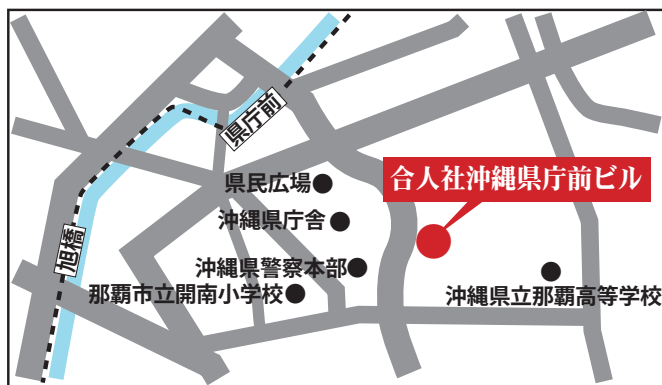 県庁前
県民広場
合人社沖縄県庁前ビル
沖縄県庁舎
旭橋
沖縄県警察本部
那覇市立開南小学校
沖縄県立那覇高等学校